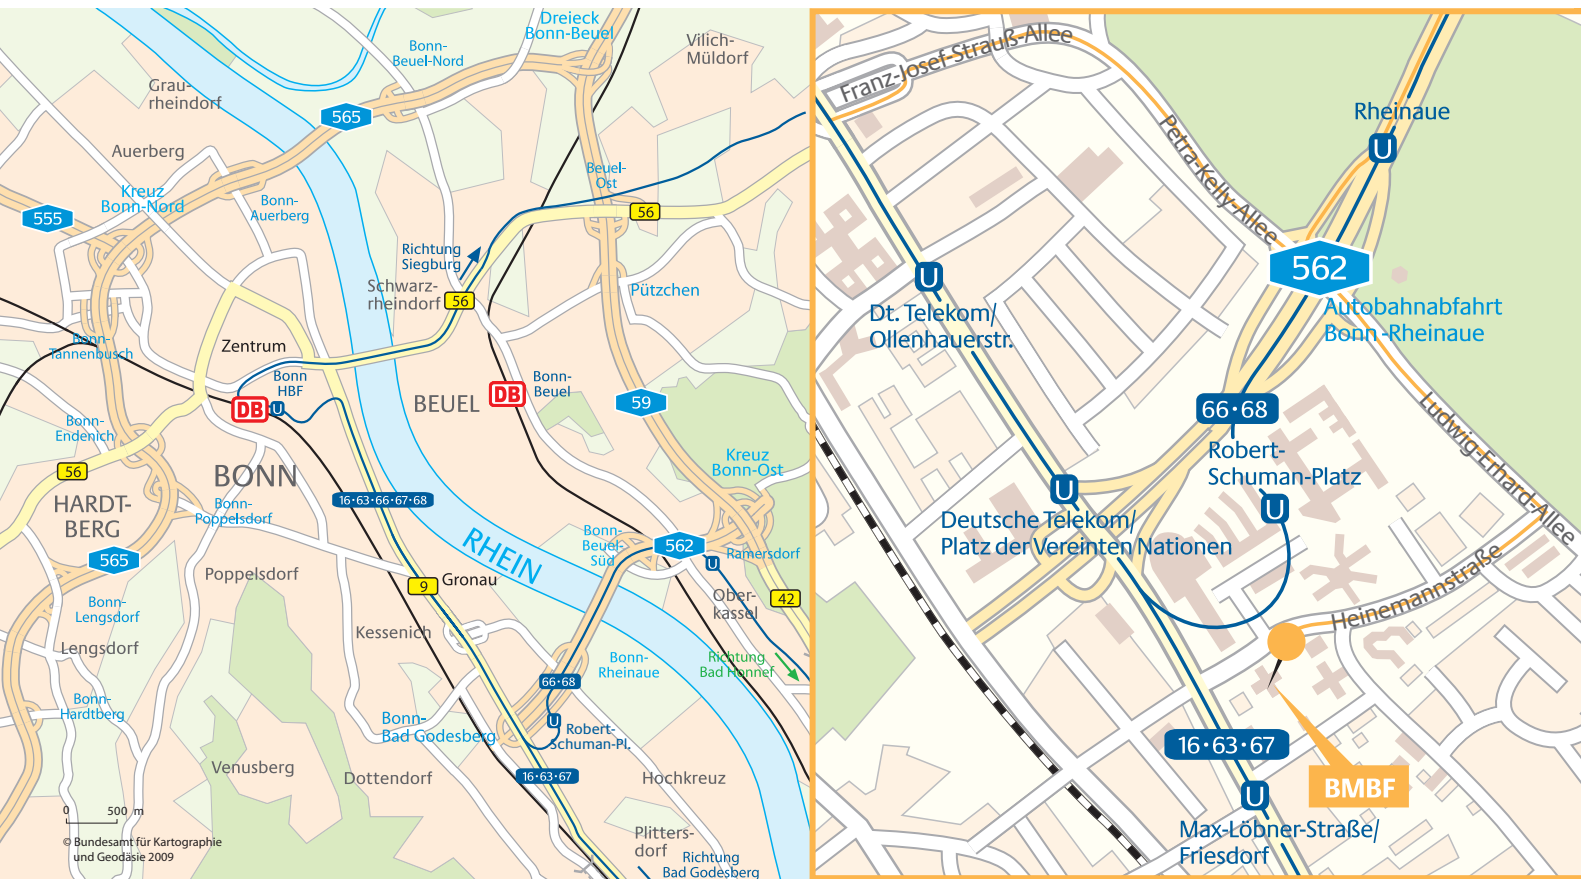 Dreieck
Bonn-Beuel
Bonn-
Beuel-Nord
Vilich-
Müldorf
Grau-
rheindorf
565
Auerberg
Kreuz
Bonn-Nord
Bonn-
Auerberg
Beuel-
Ost
555
56
Richtung
Siegburg
Schwarz-
rheindorf
56
Pützchen
Bonn-
Tannenbusch
Zentrum
Bonn
HBF
DB
U
BEUEL
DB
Bonn-
Beuel
59
Bonn-
Endenich
56
Kreuz
Bonn-Ost
BONN
HARDT-
BERG
Bonn-
Poppelsdorf
16·63·66·67·68
RHEIN
Bonn-
Beuel-
Süd
562
Ramersdorf
U
565
Poppelsdorf
9
Gronau
Ober-
kassel
42
Bonn-
Lengsdorf
Lengsdorf
Kessenich
Bonn-
Rheinaue
Richtung
Bad Honnef
66·68
Bonn-
Hardtberg
Bonn-
Bad Godesberg
U
Robert-
Schuman-Pl.
Venusberg
Dottendorf
16·63·67
Hochkreuz
0 500 m
Plitters-
dorf
© Bundesamt für Kartographie
und Geodäsie 2009
Richtung
Bad Godesberg
Franz-Josef-Strauß-Allee
Petra-Kelly-Allee
Rheinaue
U
562
Autobahnabfahrt
Bonn -Rheinaue
U
Dt. Telekom/
Ollenhauerstr.
66·68
Robert-
Schuman-Platz
U
Ludwig-Erhard-Allee
U
Deutsche Telekom/
Platz der Vereinten Nationen
Heinemannstraße
16·63·67
BMBF
U
Max-Löbner-Straße/
Friesdorf